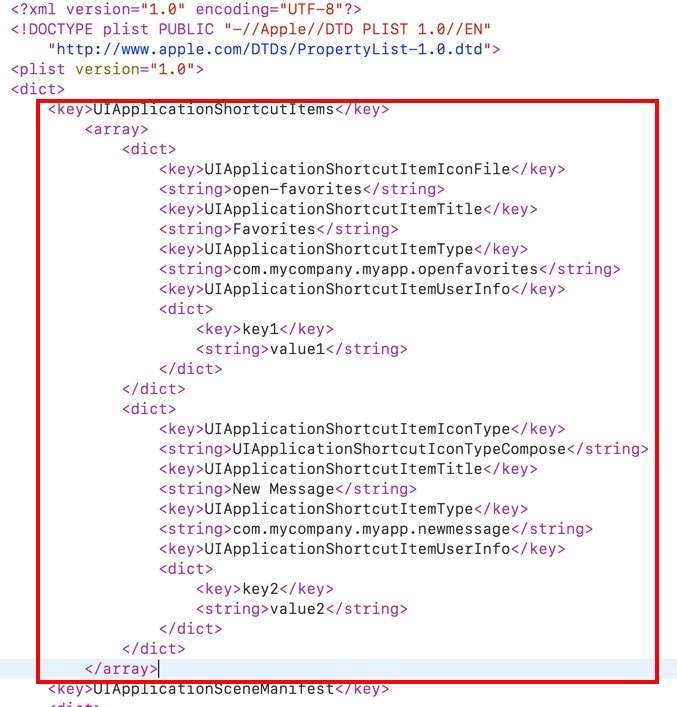 <?xml version="1.0" encoding="UTF-8"?>
<!DOCTYPE plist PUBLIC "-//Apple//DTD PLIST 1.0//EN"
"http://www.apple.com/DTDs/PropertyList-1.0.dtd">
<plist version="1.0">
<dict>
<key>UIApplicationShortcutItems</key>
<array>
<dict>
<key>UIApplicationShortcutItemIconFile</key>
<string>open-favorites</string>
<key>UIApplicationShortcutItemTitle</key>
<string>Favorites</string>
<key>UIApplicationShortcutItemType</key>
<string>com.mycompany.myapp.openfavorites</string>
<key>UIApplicationShortcutItemUserInfo</key>
<dict>
<key>key1</key>
<string>value1</string>
</dict>
</dict>
<dict>
<key>UIApplicationShortcutItemIconType</key>
<string>UIApplicationShortcutIconTypeCompose</string>
<key>UIApplicationShortcutItemTitle</key>
<string>New Message</string>
<key>UIApplicationShortcutItemType</key>
<string>com.mycompany.myapp.newmessage</string>
<key>UIApplicationShortcutItemUserInfo</key>
<dict>
<key>key2</key>
<string>value2</string>
</dict>
</dict>
</array>
<key>UIApplicationSceneManifest</key>
<dict>